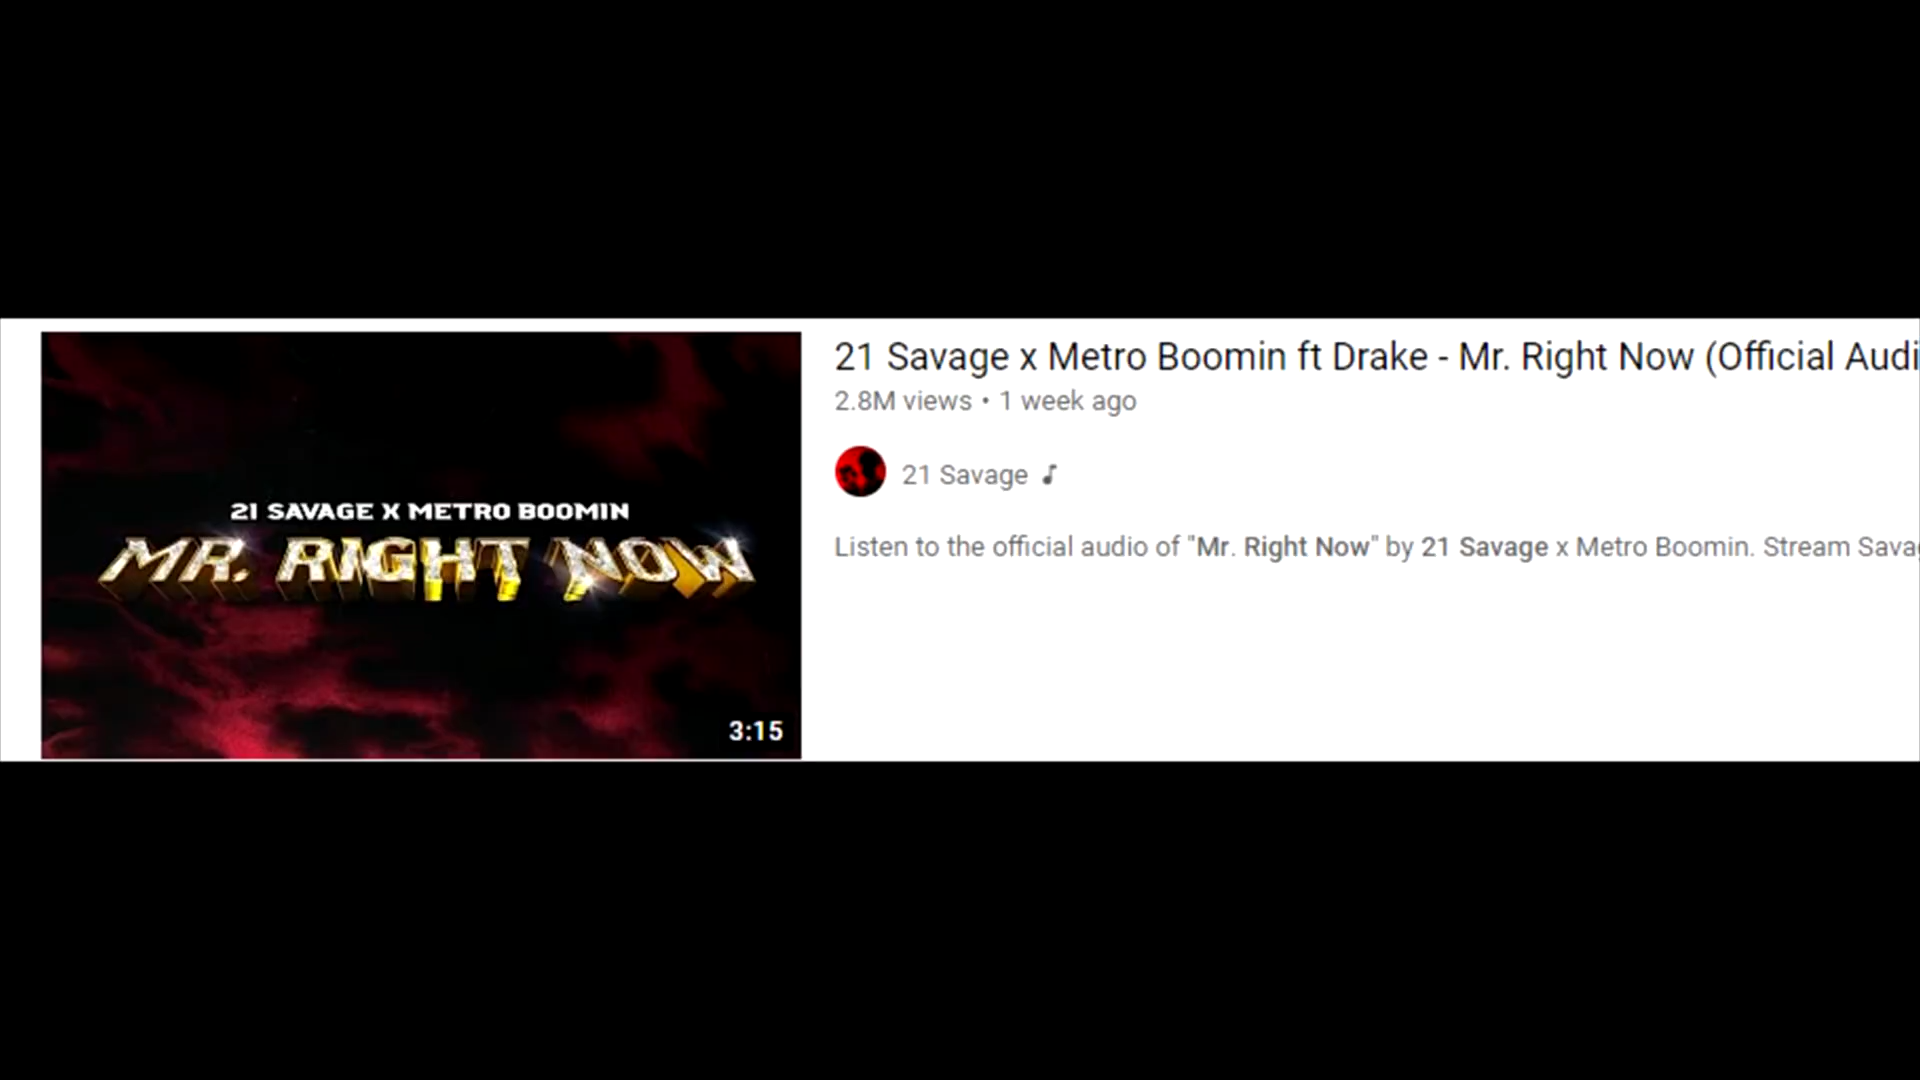 21 SAVAGE X METRO BOOMIN
MR. RIGHT NOW
3:15
21 Savage x Metro Boomin ft Drake - Mr. Right Now (Official Audi
2.8M views • 1 week ago
21 Savage ♪
Listen to the official audio of "Mr. Right Now" by 21 Savage x Metro Boomin. Stream Sava